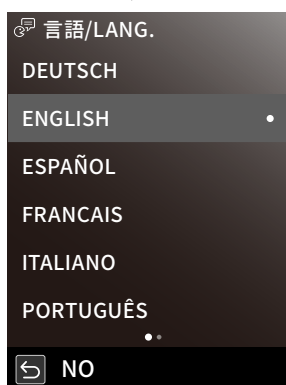 言語/LANG.
DEUTSCH
ENGLISH
ESPAÑOL
FRANCAIS
ITALIANO
PORTUGUÊS
NO